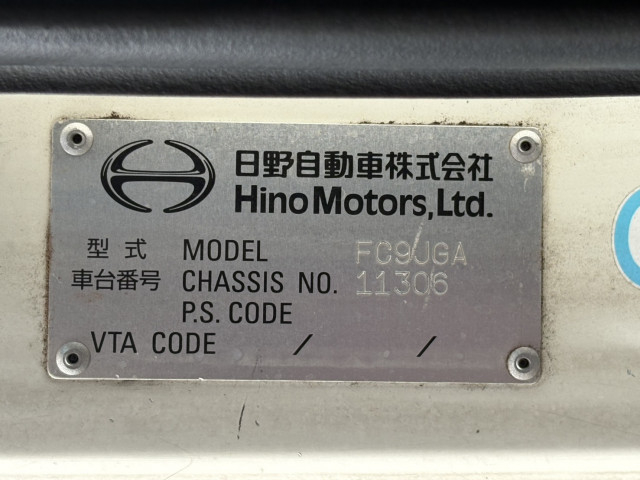 日野自動車株式会社
Hino Motors, Ltd.
型式 MODEL FC9JGA
車台番号 CHASSIS NO. 11306
P.S. CODE
VTA CODE / /